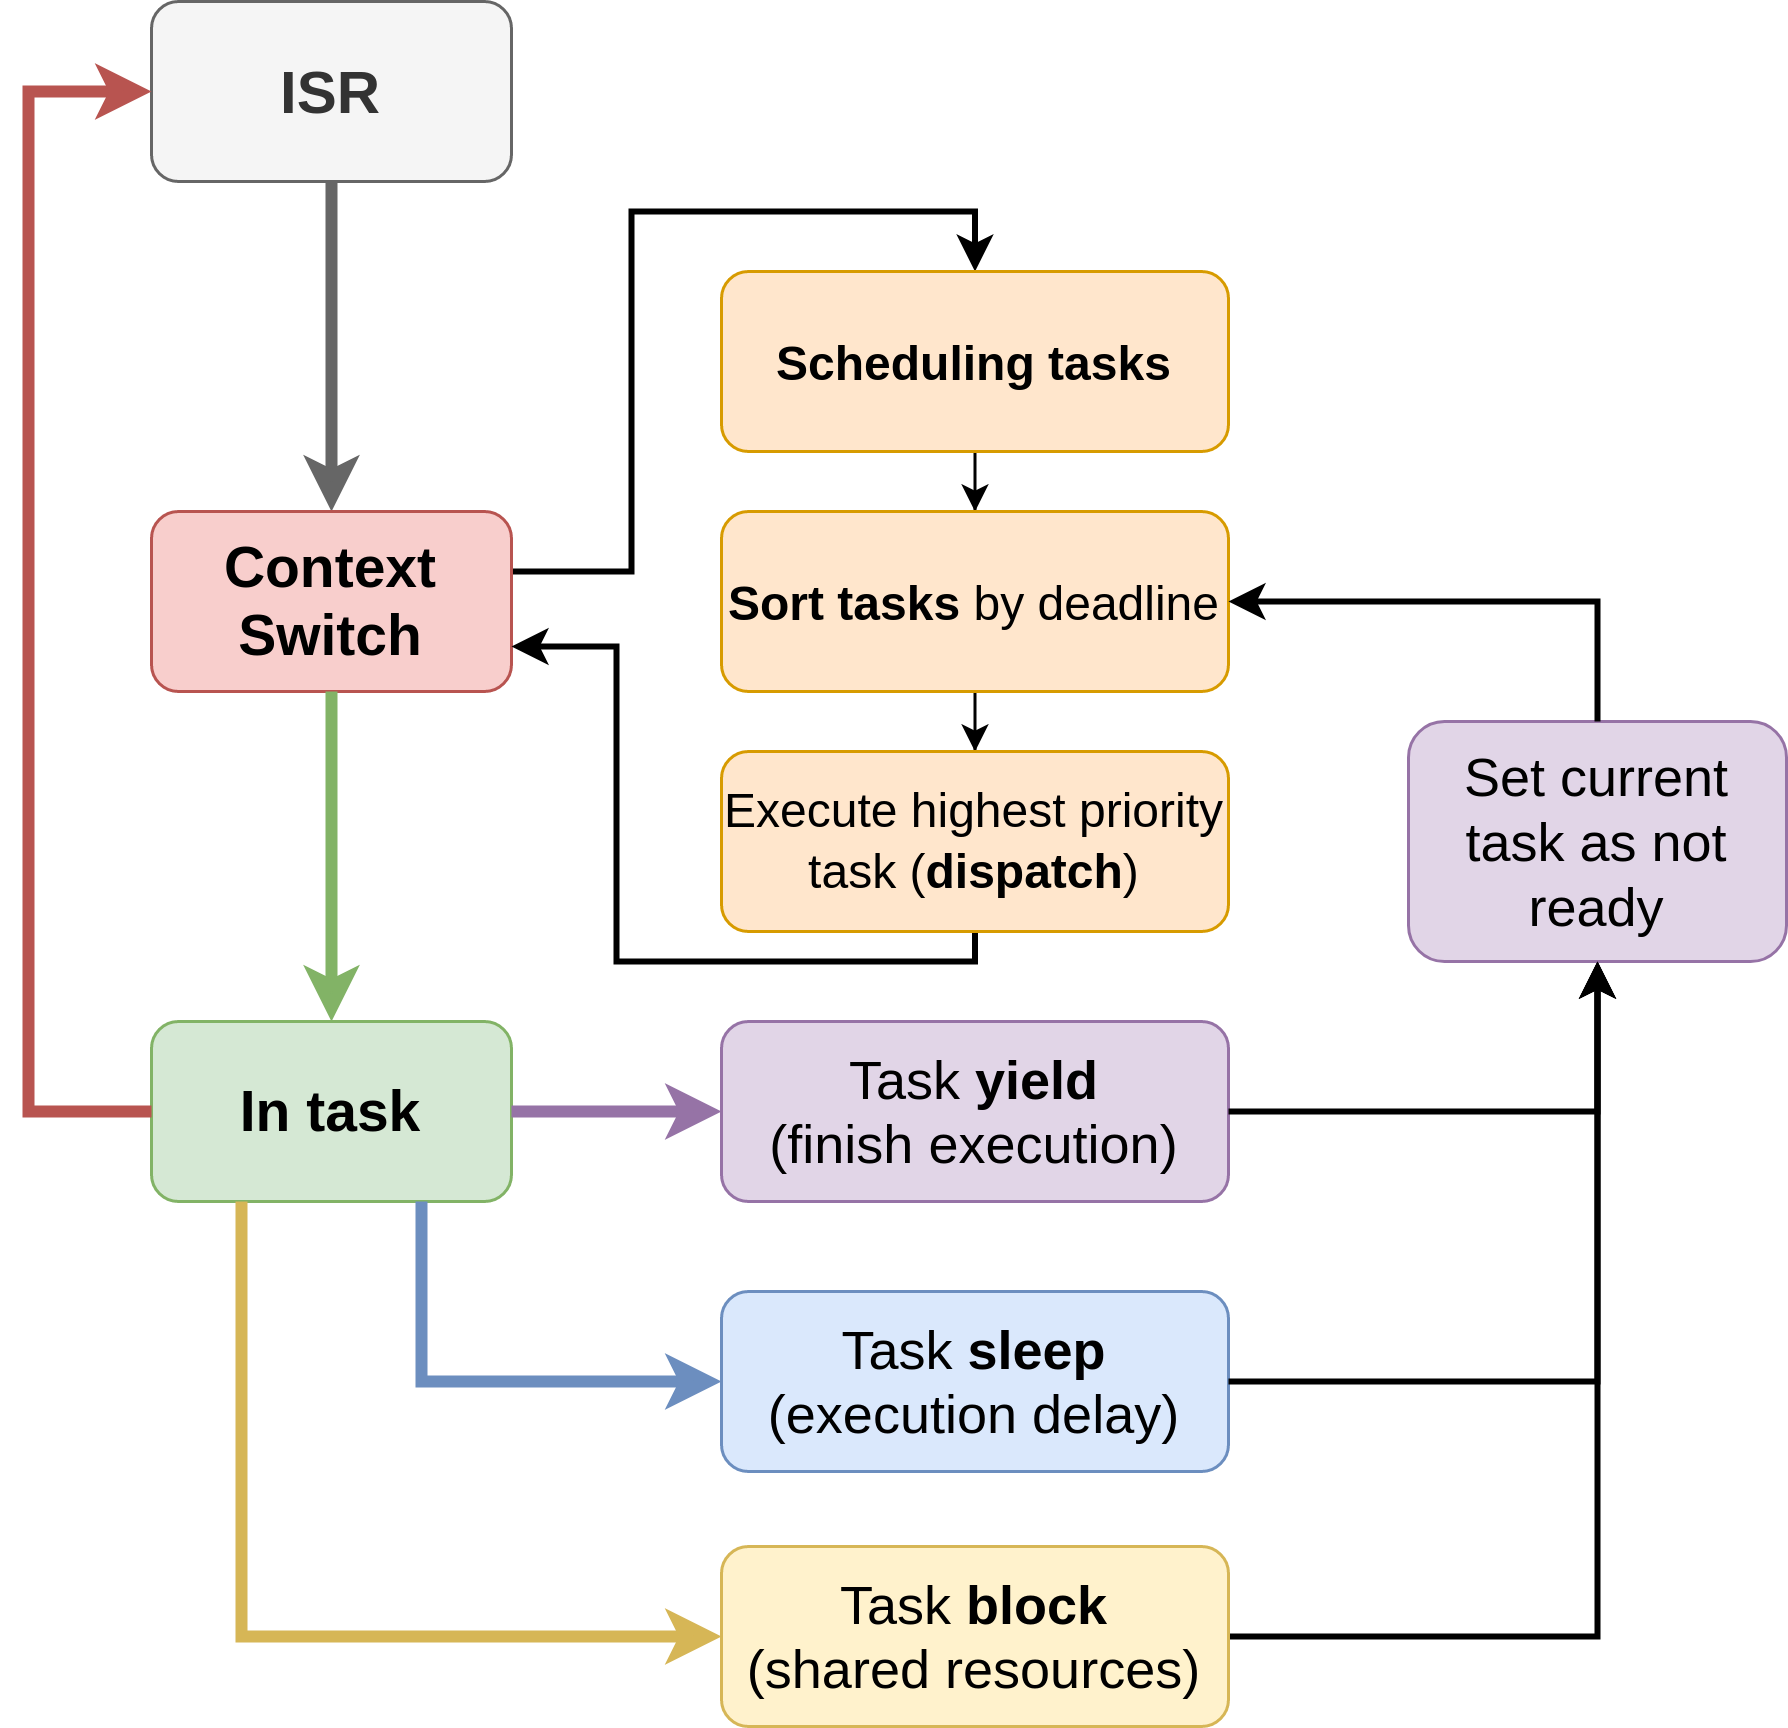 ISR
Scheduling tasks
Context
Switch
Sort tasks by deadline
Execute highest priority
task (dispatch)
Set current
task as not
ready
In task
Task yield
(finish execution)
Task sleep
(execution delay)
Task block
(shared resources)